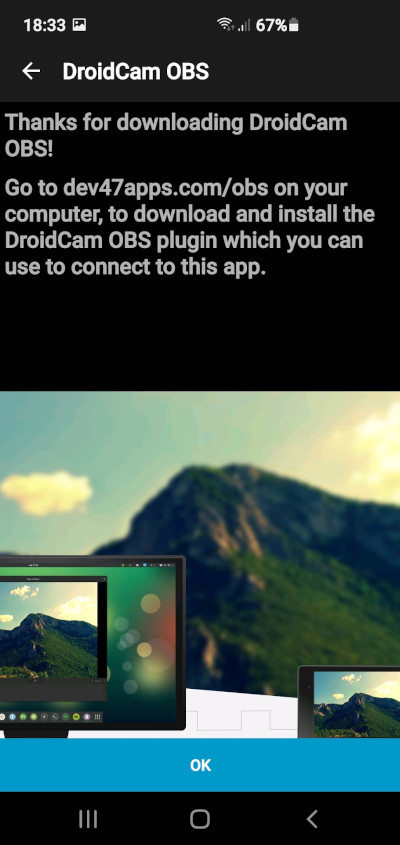 18:33 67%
DroidCam OBS
Thanks for downloading DroidCam
OBS!
Go to dev47apps.com/obs on your
computer, to download and install the
DroidCam OBS plugin which you can
use to connect to this app.
OK